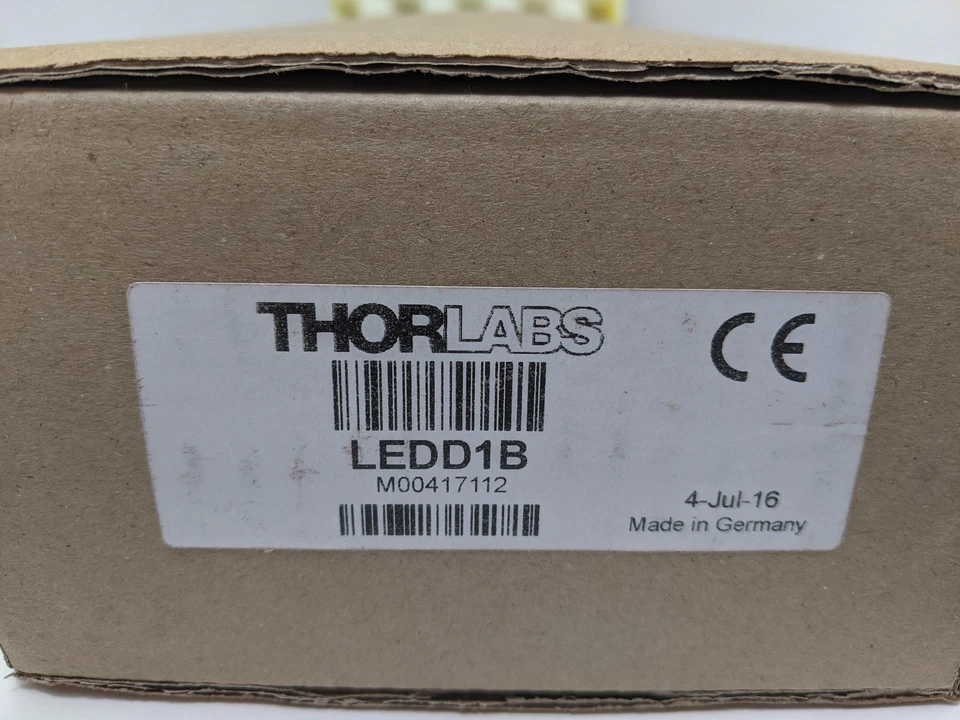 THORLABS
CE
LEDD1B
M00417112
4-Jul-16
Made in Germany